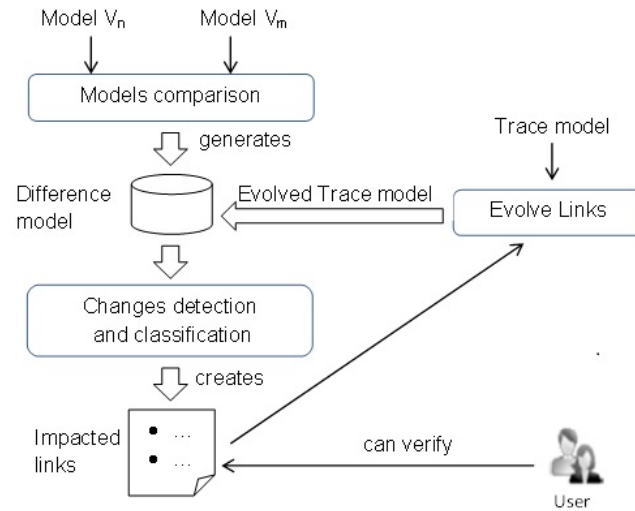 Model Vn
Model Vm
Models comparison
generates
Trace model
Difference
model
Evolved Trace model
Evolve Links
Changes detection
and classification
creates
Impacted
links
...
...
can verify
User